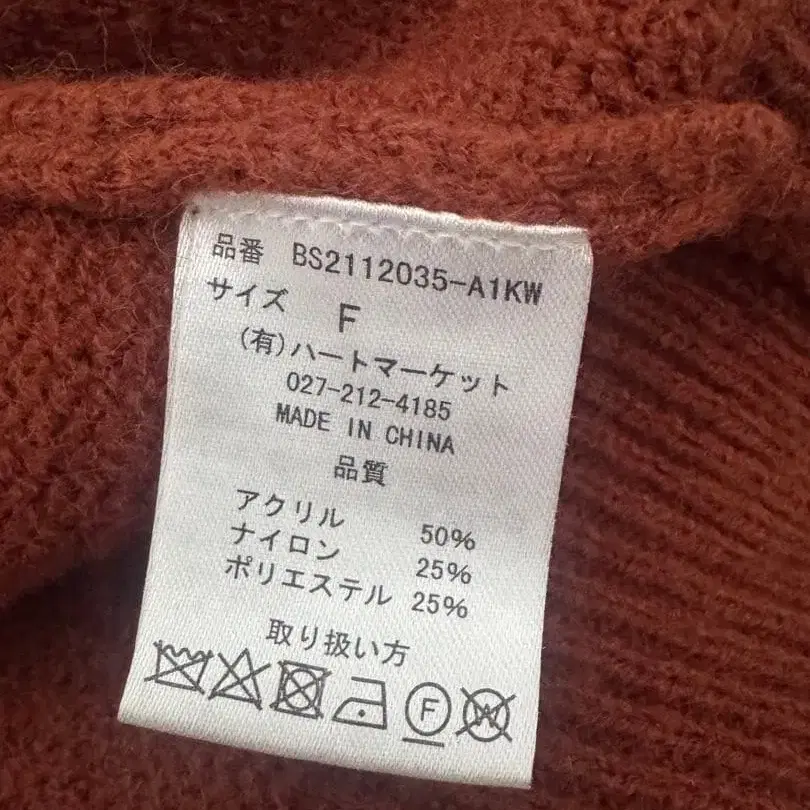 品番 BS2112035-A1KW
サイズ F
(有)ハートマーケット
027-212-4185
MADE IN CHINA
品質
アクリル 50%
ナイロン 25%
ポリエステル 25%
取り扱い方
F W